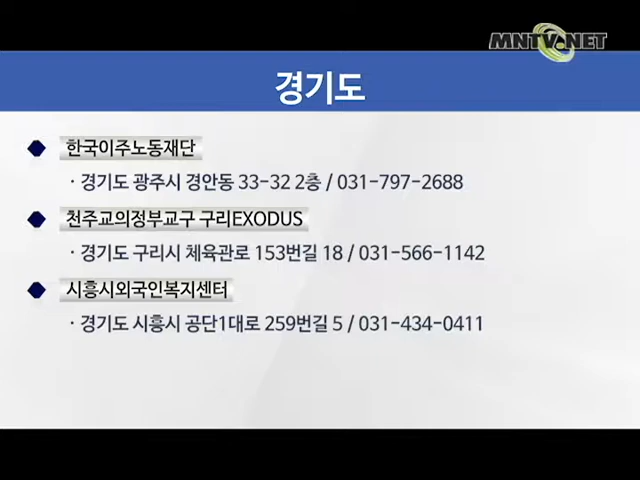 MNTV.NET
경기도
한국이주노동재단
· 경기도 광주시 경안동 33-32 2층 / 031-797-2688
천주교의정부교구 구리EXODUS
· 경기도 구리시 체육관로 153번길 18 / 031-566-1142
시흥시외국인복지센터
· 경기도 시흥시 공단1대로 259번길 5 / 031-434-0411